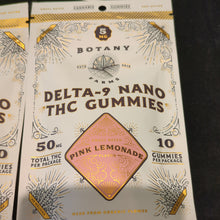 5
MG
BOTANY
FARMS
DELTA-9 NANO
"THC GUMMIES"
50MG
TOTAL THC
PER PACKAGE
PINK LEMONADE
10
GUMMIES
PER PACKAGE